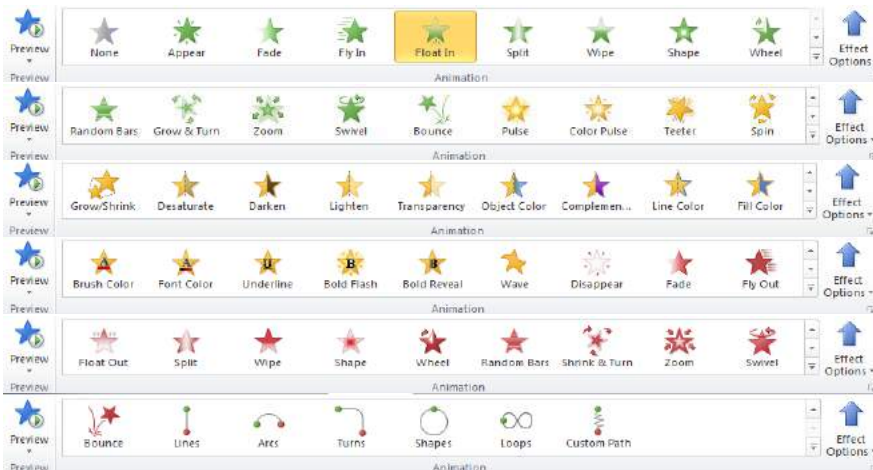 Preview None Appear Fade Fly In Float In Split Wipe Shape Wheel Effect Options
Preview Animation
Preview Random Bars Grow & Turn Zoom Swivel Bounce Pulse Color Pulse Teeter Spin Effect Options
Preview Animation
Preview Grow/Shrink Desaturate Darken Lighten Transparency Object Color Complemen... Line Color Fill Color Effect Options
Preview Animation
Preview Brush Color Font Color Underline Bold Flash Bold Reveal Wave Disappear Fade Fly Out Effect Options
Preview Animation
Preview Float Out Split Wipe Shape Wheel Random Bars Shrink & Turn Zoom Swivel Effect Options
Preview Animation
Preview Bounce Lines Arcs Turns Shapes Loops Custom Path Effect Options
Preview Animation